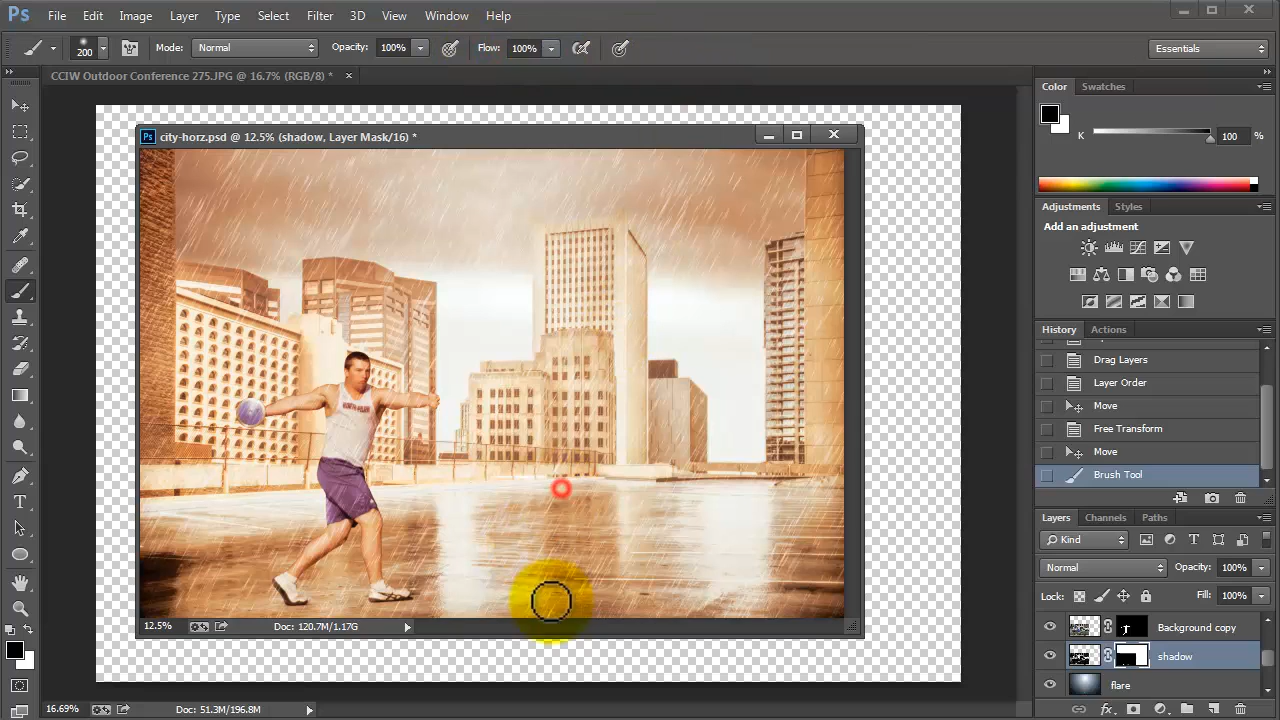 Ps File Edit Image Layer Type Select Filter 3D View Window Help
200 Mode: Normal Opacity: 100% Flow: 100% Essentials
CCIW Outdoor Conference 275.JPG @ 16.7% (RGB/8) * ×
Color Swatches
K 100 %
Ps city-horz.psd @ 12.5% (shadow, Layer Mask/16) *
Adjustments Styles
Add an adjustment
History Actions
Drag Layers
Layer Order
Move
Free Transform
Move
Brush Tool
Layers Channels Paths
Kind
Normal Opacity: 100%
Lock: Fill: 100%
Background copy
shadow
flare
12.5% Doc: 120.7M/1.17G
16.69% Doc: 51.3M/196.8M